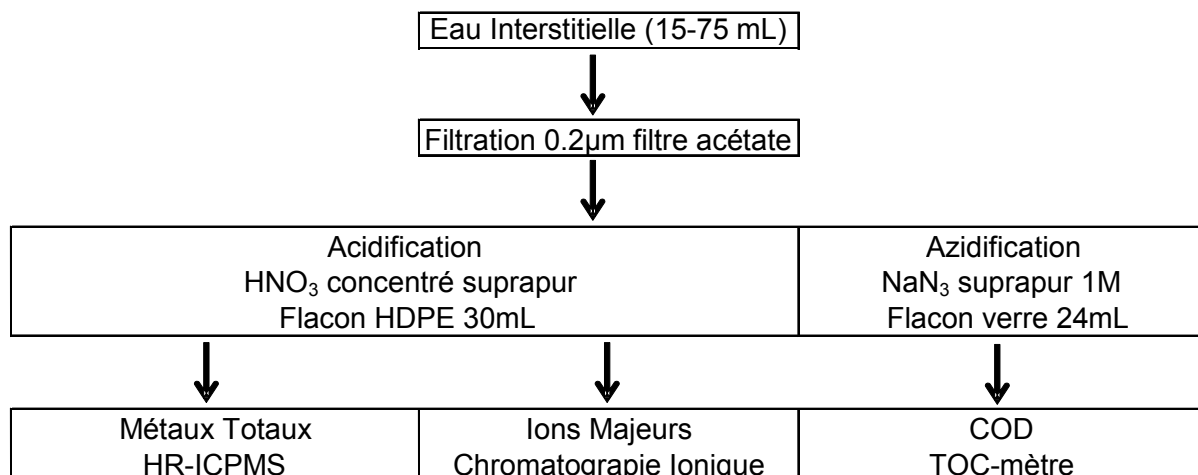 Eau Interstitielle (15-75 mL)
Filtration 0.2µm filtre acétate
Acidification
HNO₃ concentré suprapur
Flacon HDPE 30mL
Azidification
NaN₃ suprapur 1M
Flacon verre 24mL
Métaux Totaux
HR-ICPMS
Ions Majeurs
Chromatograpie Ionique
COD
TOC-mètre